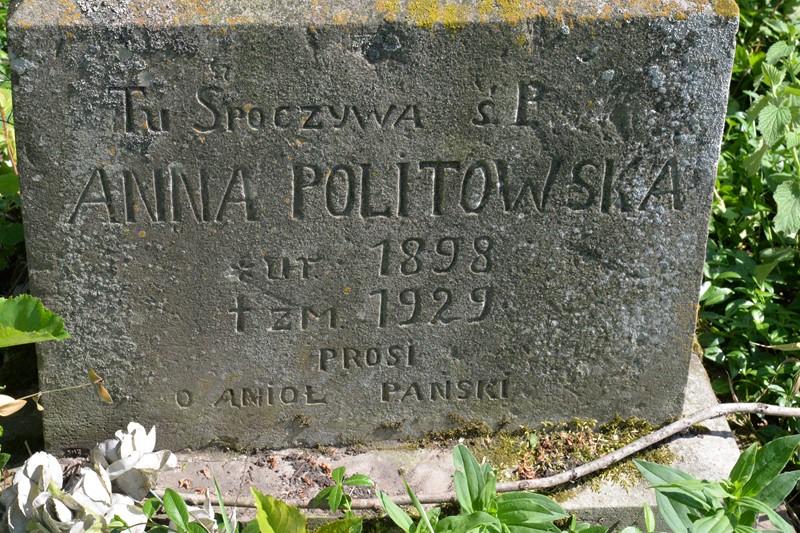 Tu Spoczywa ś. P.
ANNA POLITOWSKA
* ur. 1898
† zm. 1929
PROSI
O ANIOŁ PAŃSKI